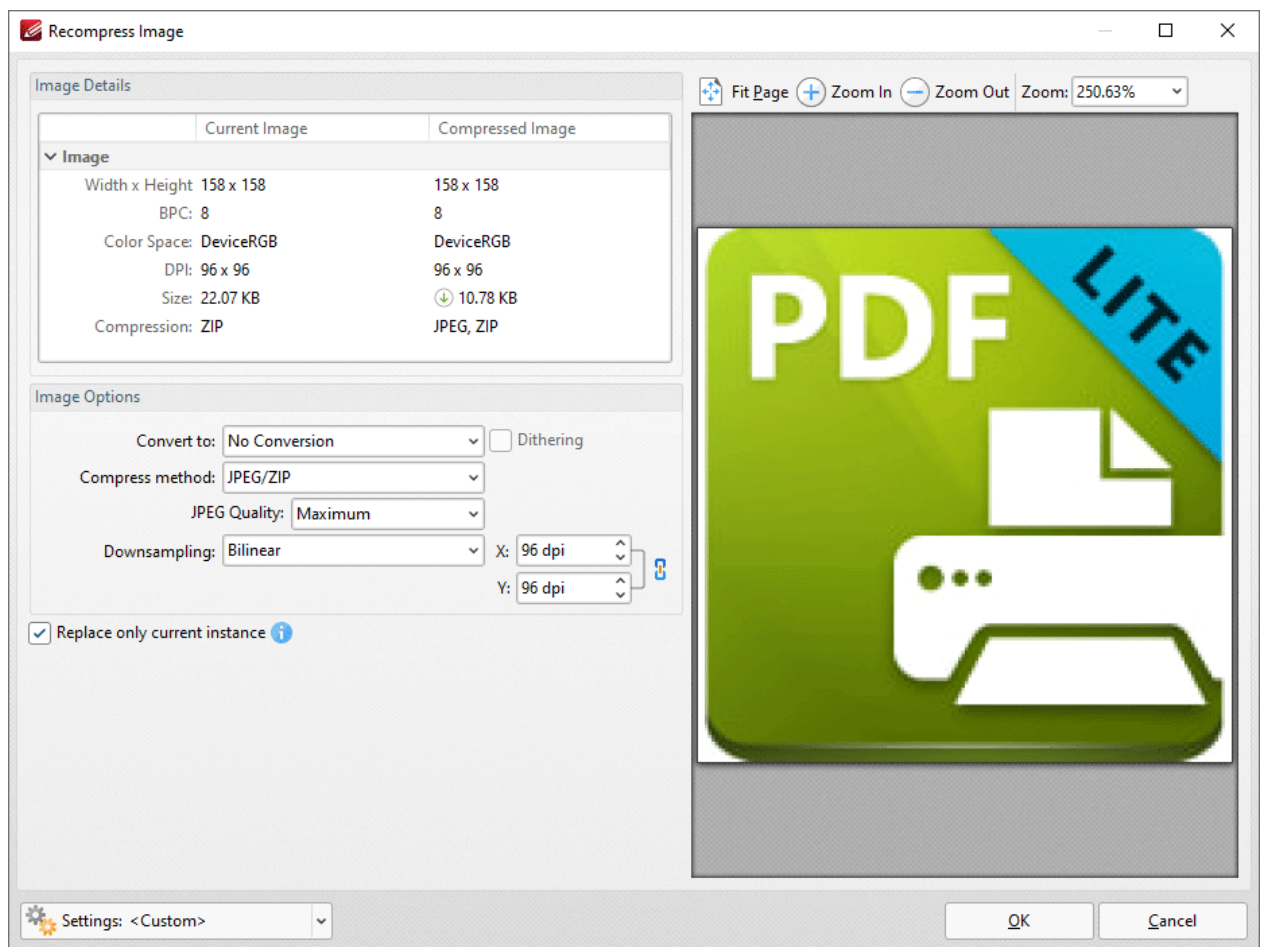 Recompress Image
Image Details
Fit Page Zoom In Zoom Out Zoom: 250.63%
Current Image Compressed Image
Image
Width x Height 158 x 158 158 x 158
BPC: 8 8
Color Space: DeviceRGB DeviceRGB
DPI: 96 x 96 96 x 96
Size: 22.07 KB 10.78 KB
Compression: ZIP JPEG, ZIP
Image Options
Convert to: No Conversion Dithering
Compress method: JPEG/ZIP
JPEG Quality: Maximum
Downsampling: Bilinear X: 96 dpi
Y: 96 dpi
Replace only current instance
PDF
LITE
Settings: <Custom> OK Cancel